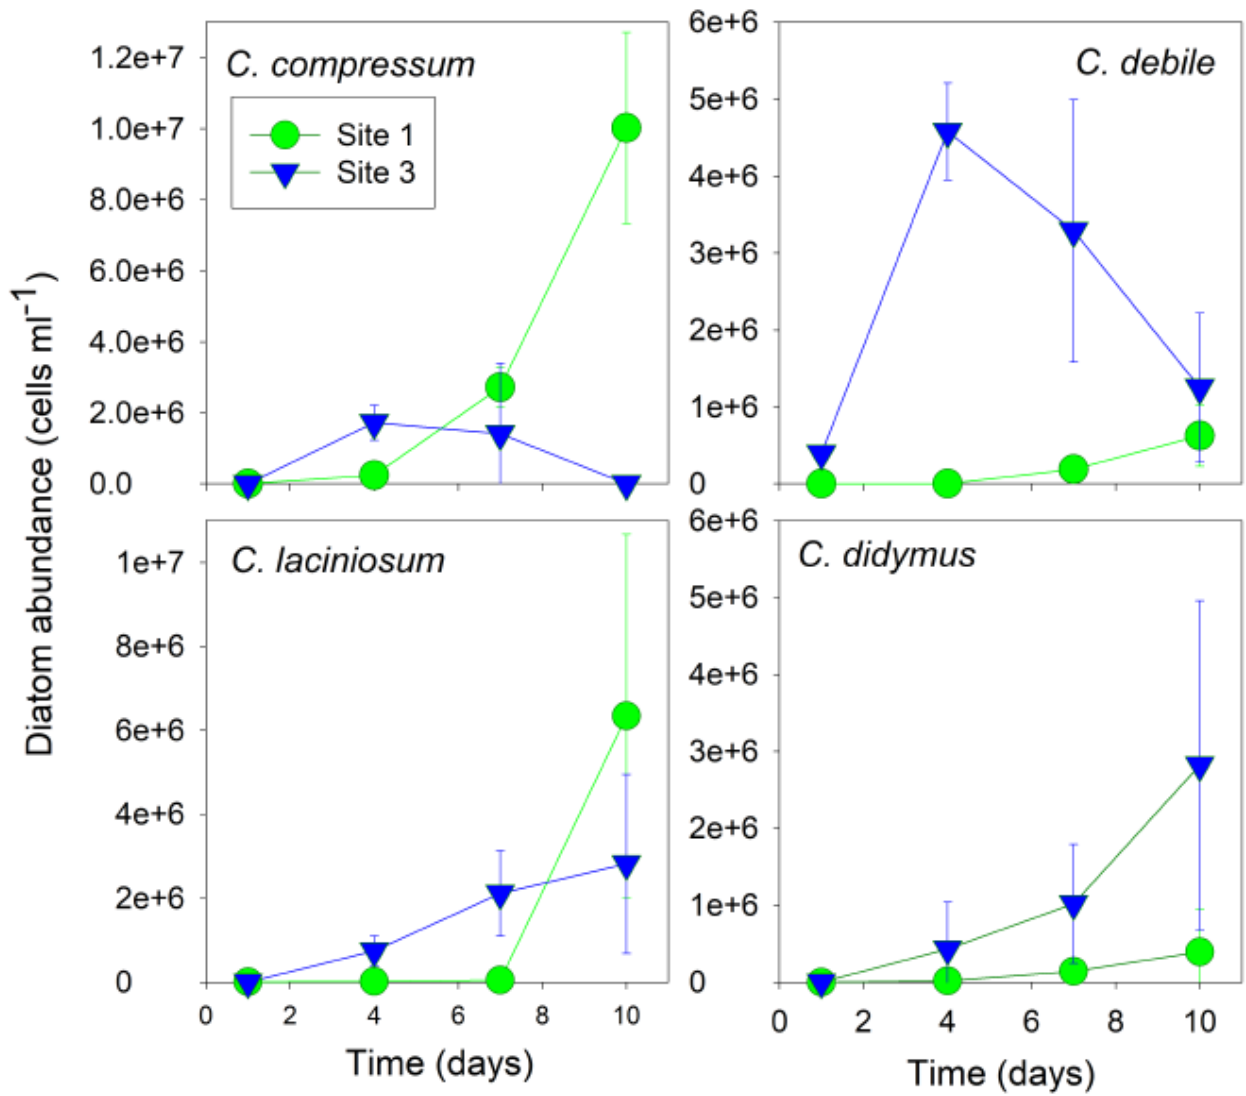 Diatom abundance (cells ml⁻¹)
C. compressum
Site 1
Site 3
1.2e+7
1.0e+7
8.0e+6
6.0e+6
4.0e+6
2.0e+6
0.0
C. debile
6e+6
5e+6
4e+6
3e+6
2e+6
1e+6
0
C. laciniosum
1e+7
8e+6
6e+6
4e+6
2e+6
0
0 2 4 6 8 10
Time (days)
C. didymus
6e+6
5e+6
4e+6
3e+6
2e+6
1e+6
0
0 2 4 6 8 10
Time (days)